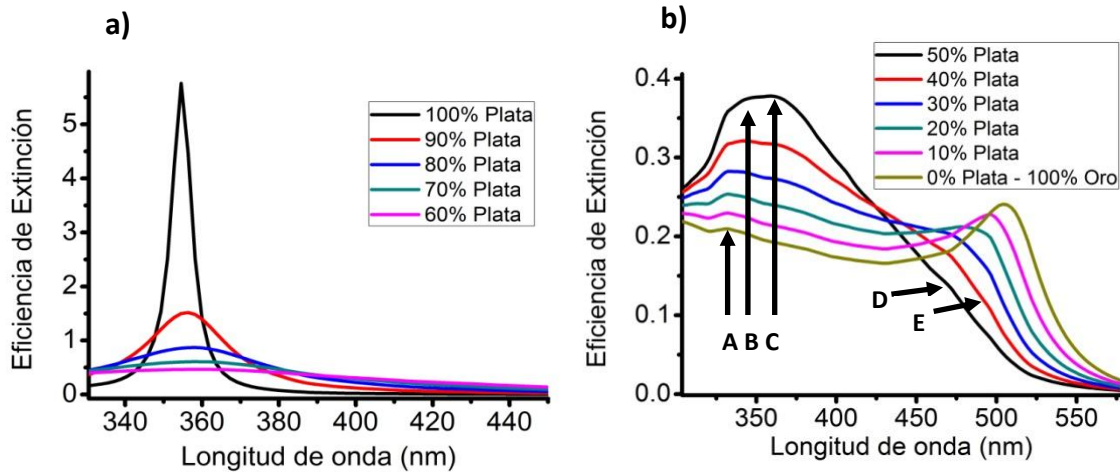 a)
Eficiencia de Extinción
5
4
3
2
1
0
340 360 380 400 420 440
Longitud de onda (nm)
100% Plata
90% Plata
80% Plata
70% Plata
60% Plata
b)
Eficiencia de Extinción
0.4
0.3
0.2
0.1
0.0
350 400 450 500 550
Longitud de onda (nm)
50% Plata
40% Plata
30% Plata
20% Plata
10% Plata
0% Plata - 100% Oro
D
E
A B C